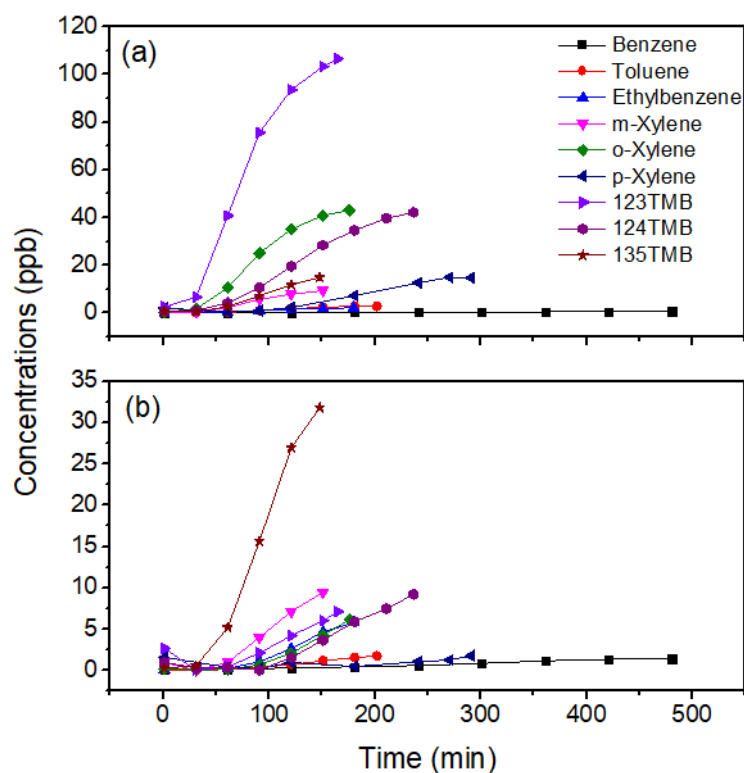 (a)
Benzene
Toluene
Ethylbenzene
m-Xylene
o-Xylene
p-Xylene
123TMB
124TMB
135TMB
120
100
80
60
40
20
0
(b)
35
30
25
20
15
10
5
0
Concentrations (ppb)
0 100 200 300 400 500
Time (min)